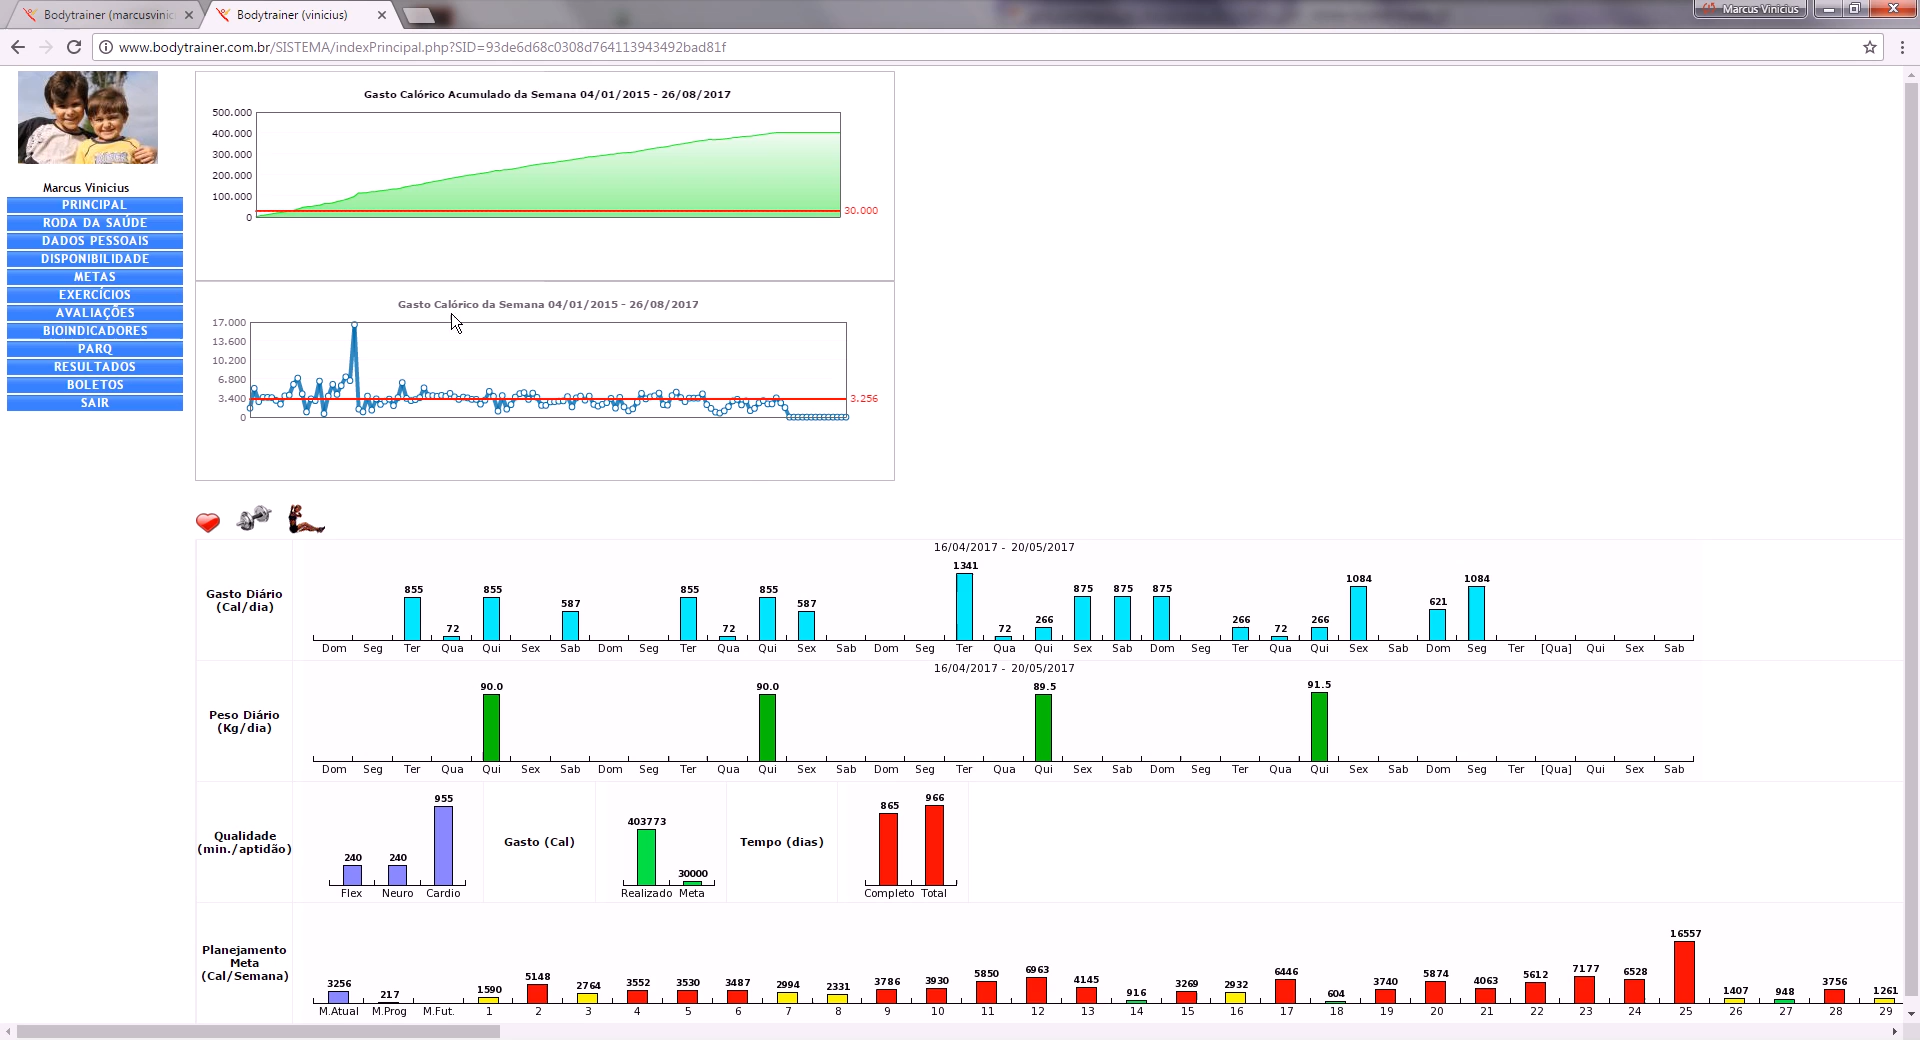 Bodytrainer (marcusvinic
Bodytrainer (vinicius)
Marcus Vinicius
www.bodytrainer.com.br/SISTEMA/indexPrincipal.php?SID=93de6d68c0308d764113943492bad81f
Marcus Vinicius
PRINCIPAL
RODA DA SAÚDE
DADOS PESSOAIS
DISPONIBILIDADE
METAS
EXERCÍCIOS
AVALIAÇÕES
BIOINDICADORES
PARQ
RESULTADOS
BOLETOS
SAIR
Gasto Calórico Acumulado da Semana 04/01/2015 - 26/08/2017
500.000
400.000
300.000
200.000
100.000
0
30.000
Gasto Calórico da Semana 04/01/2015 - 26/08/2017
17.000
13.600
10.200
6.800
3.400
0
3.256
Gasto Diário
(Cal/dia)
16/04/2017 - 20/05/2017
855 72 855 587 855 72 855 587 1341 72 266 875 875 875 266 72 266 1084 621 1084
Dom Seg Ter Qua Qui Sex Sab Dom Seg Ter Qua Qui Sex Sab Dom Seg Ter Qua Qui Sex Sab Dom Seg Ter Qua Qui Sex Sab Dom Seg Ter [Qua] Qui Sex Sab
Peso Diário
(Kg/dia)
16/04/2017 - 20/05/2017
90.0 90.0 89.5 91.5
Dom Seg Ter Qua Qui Sex Sab Dom Seg Ter Qua Qui Sex Sab Dom Seg Ter Qua Qui Sex Sab Dom Seg Ter Qua Qui Sex Sab Dom Seg Ter [Qua] Qui Sex Sab
Qualidade
(min./aptidão)
240 240 955
Flex Neuro Cardio
Gasto (Cal)
403773 30000
Realizado Meta
Tempo (dias)
865 966
Completo Total
Planejamento
Meta
(Cal/Semana)
3256 217 1590 5148 2764 3552 3530 3487 2994 2331 3786 3930 5850 6963 4145 916 3269 2932 6446 604 3740 5874 4063 5612 7177 6528 16557 1407 948 3756 1261
M.Atual M.Prog M.Fut. 1 2 3 4 5 6 7 8 9 10 11 12 13 14 15 16 17 18 19 20 21 22 23 24 25 26 27 28 29